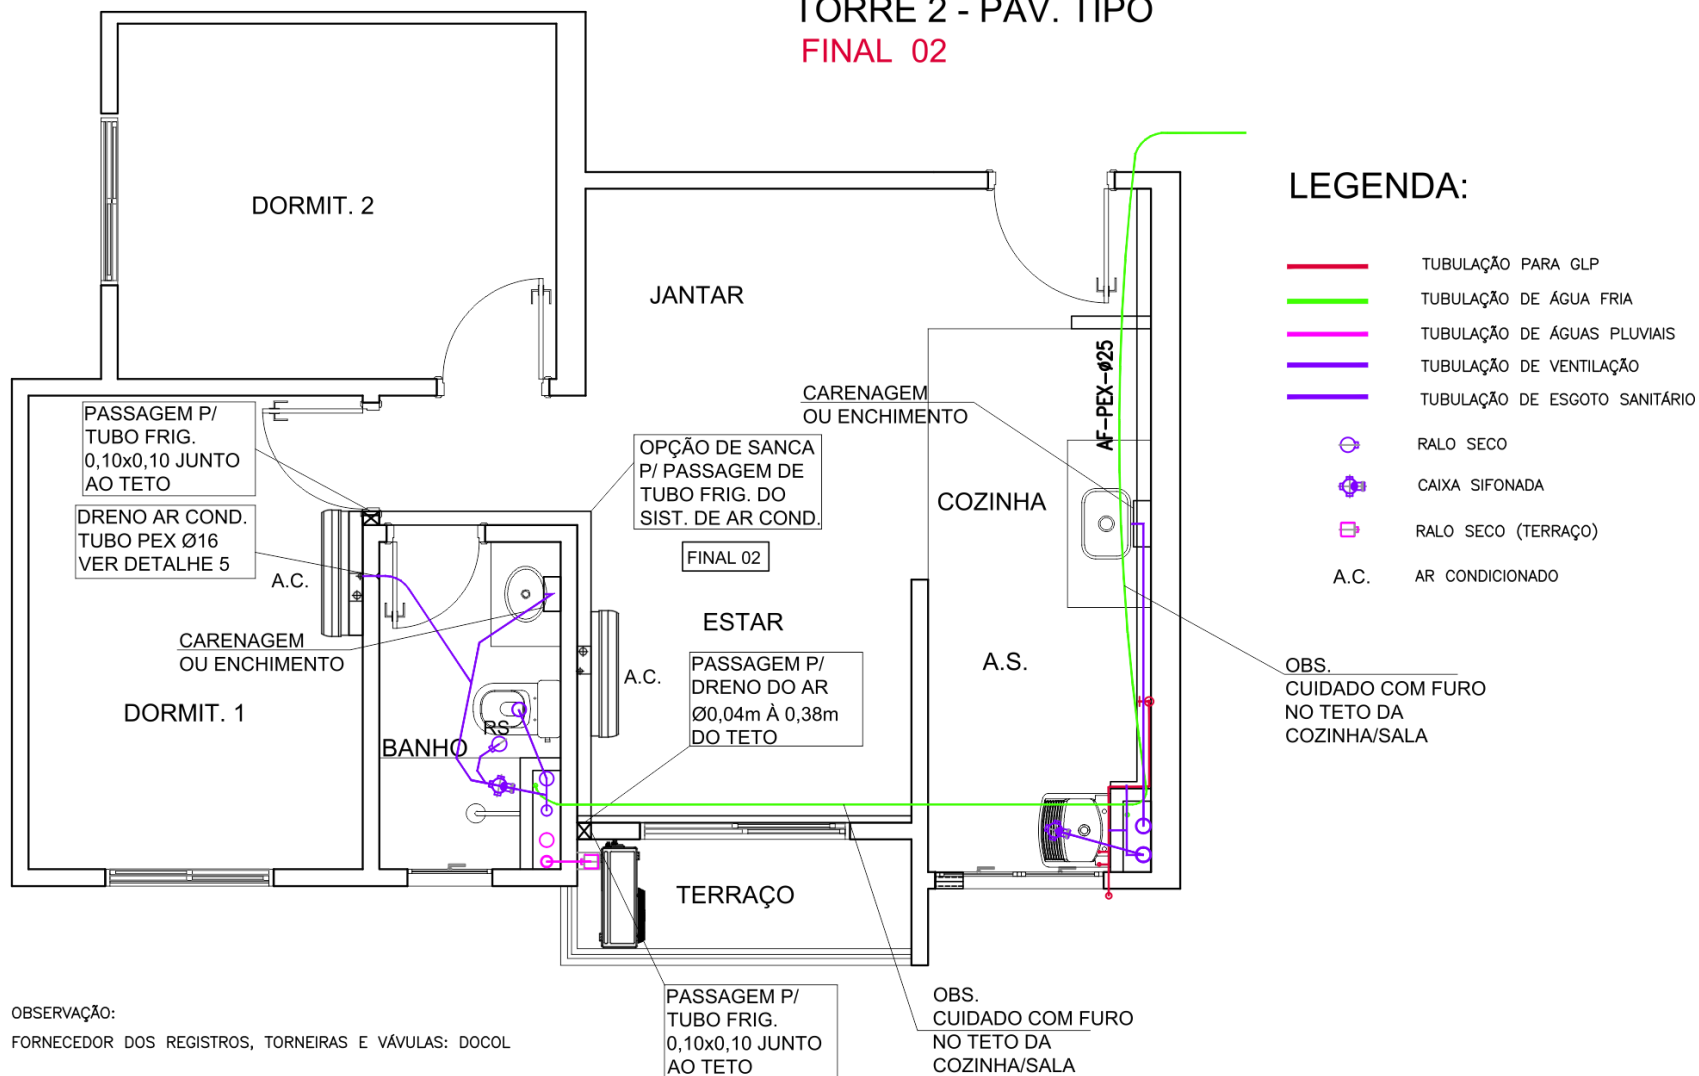 TORRE 2 - PAV. TIPO
FINAL 02
DORMIT. 2
JANTAR
LEGENDA:
TUBULAÇÃO PARA GLP
TUBULAÇÃO DE ÁGUA FRIA
TUBULAÇÃO DE ÁGUAS PLUVIAIS
TUBULAÇÃO DE VENTILAÇÃO
TUBULAÇÃO DE ESGOTO SANITÁRIO
RALO SECO
CAIXA SIFONADA
RALO SECO (TERRAÇO)
A.C.
AR CONDICIONADO
AF-PEX-ø25
CARENAGEM
OU ENCHIMENTO
PASSAGEM P/
TUBO FRIG.
0,10x0,10 JUNTO
AO TETO
OPÇÃO DE SANCA
P/ PASSAGEM DE
TUBO FRIG. DO
SIST. DE AR COND.
FINAL 02
COZINHA
DRENO AR COND.
TUBO PEX Ø16
VER DETALHE 5
A.C.
CARENAGEM
OU ENCHIMENTO
ESTAR
A.C.
PASSAGEM P/
DRENO DO AR
Ø0,04m À 0,38m
DO TETO
A.S.
OBS.
CUIDADO COM FURO
NO TETO DA
COZINHA/SALA
DORMIT. 1
RS
BANHO
TERRAÇO
PASSAGEM P/
TUBO FRIG.
0,10x0,10 JUNTO
AO TETO
OBS.
CUIDADO COM FURO
NO TETO DA
COZINHA/SALA
OBSERVAÇÃO:
FORNECEDOR DOS REGISTROS, TORNEIRAS E VÁVULAS: DOCOL